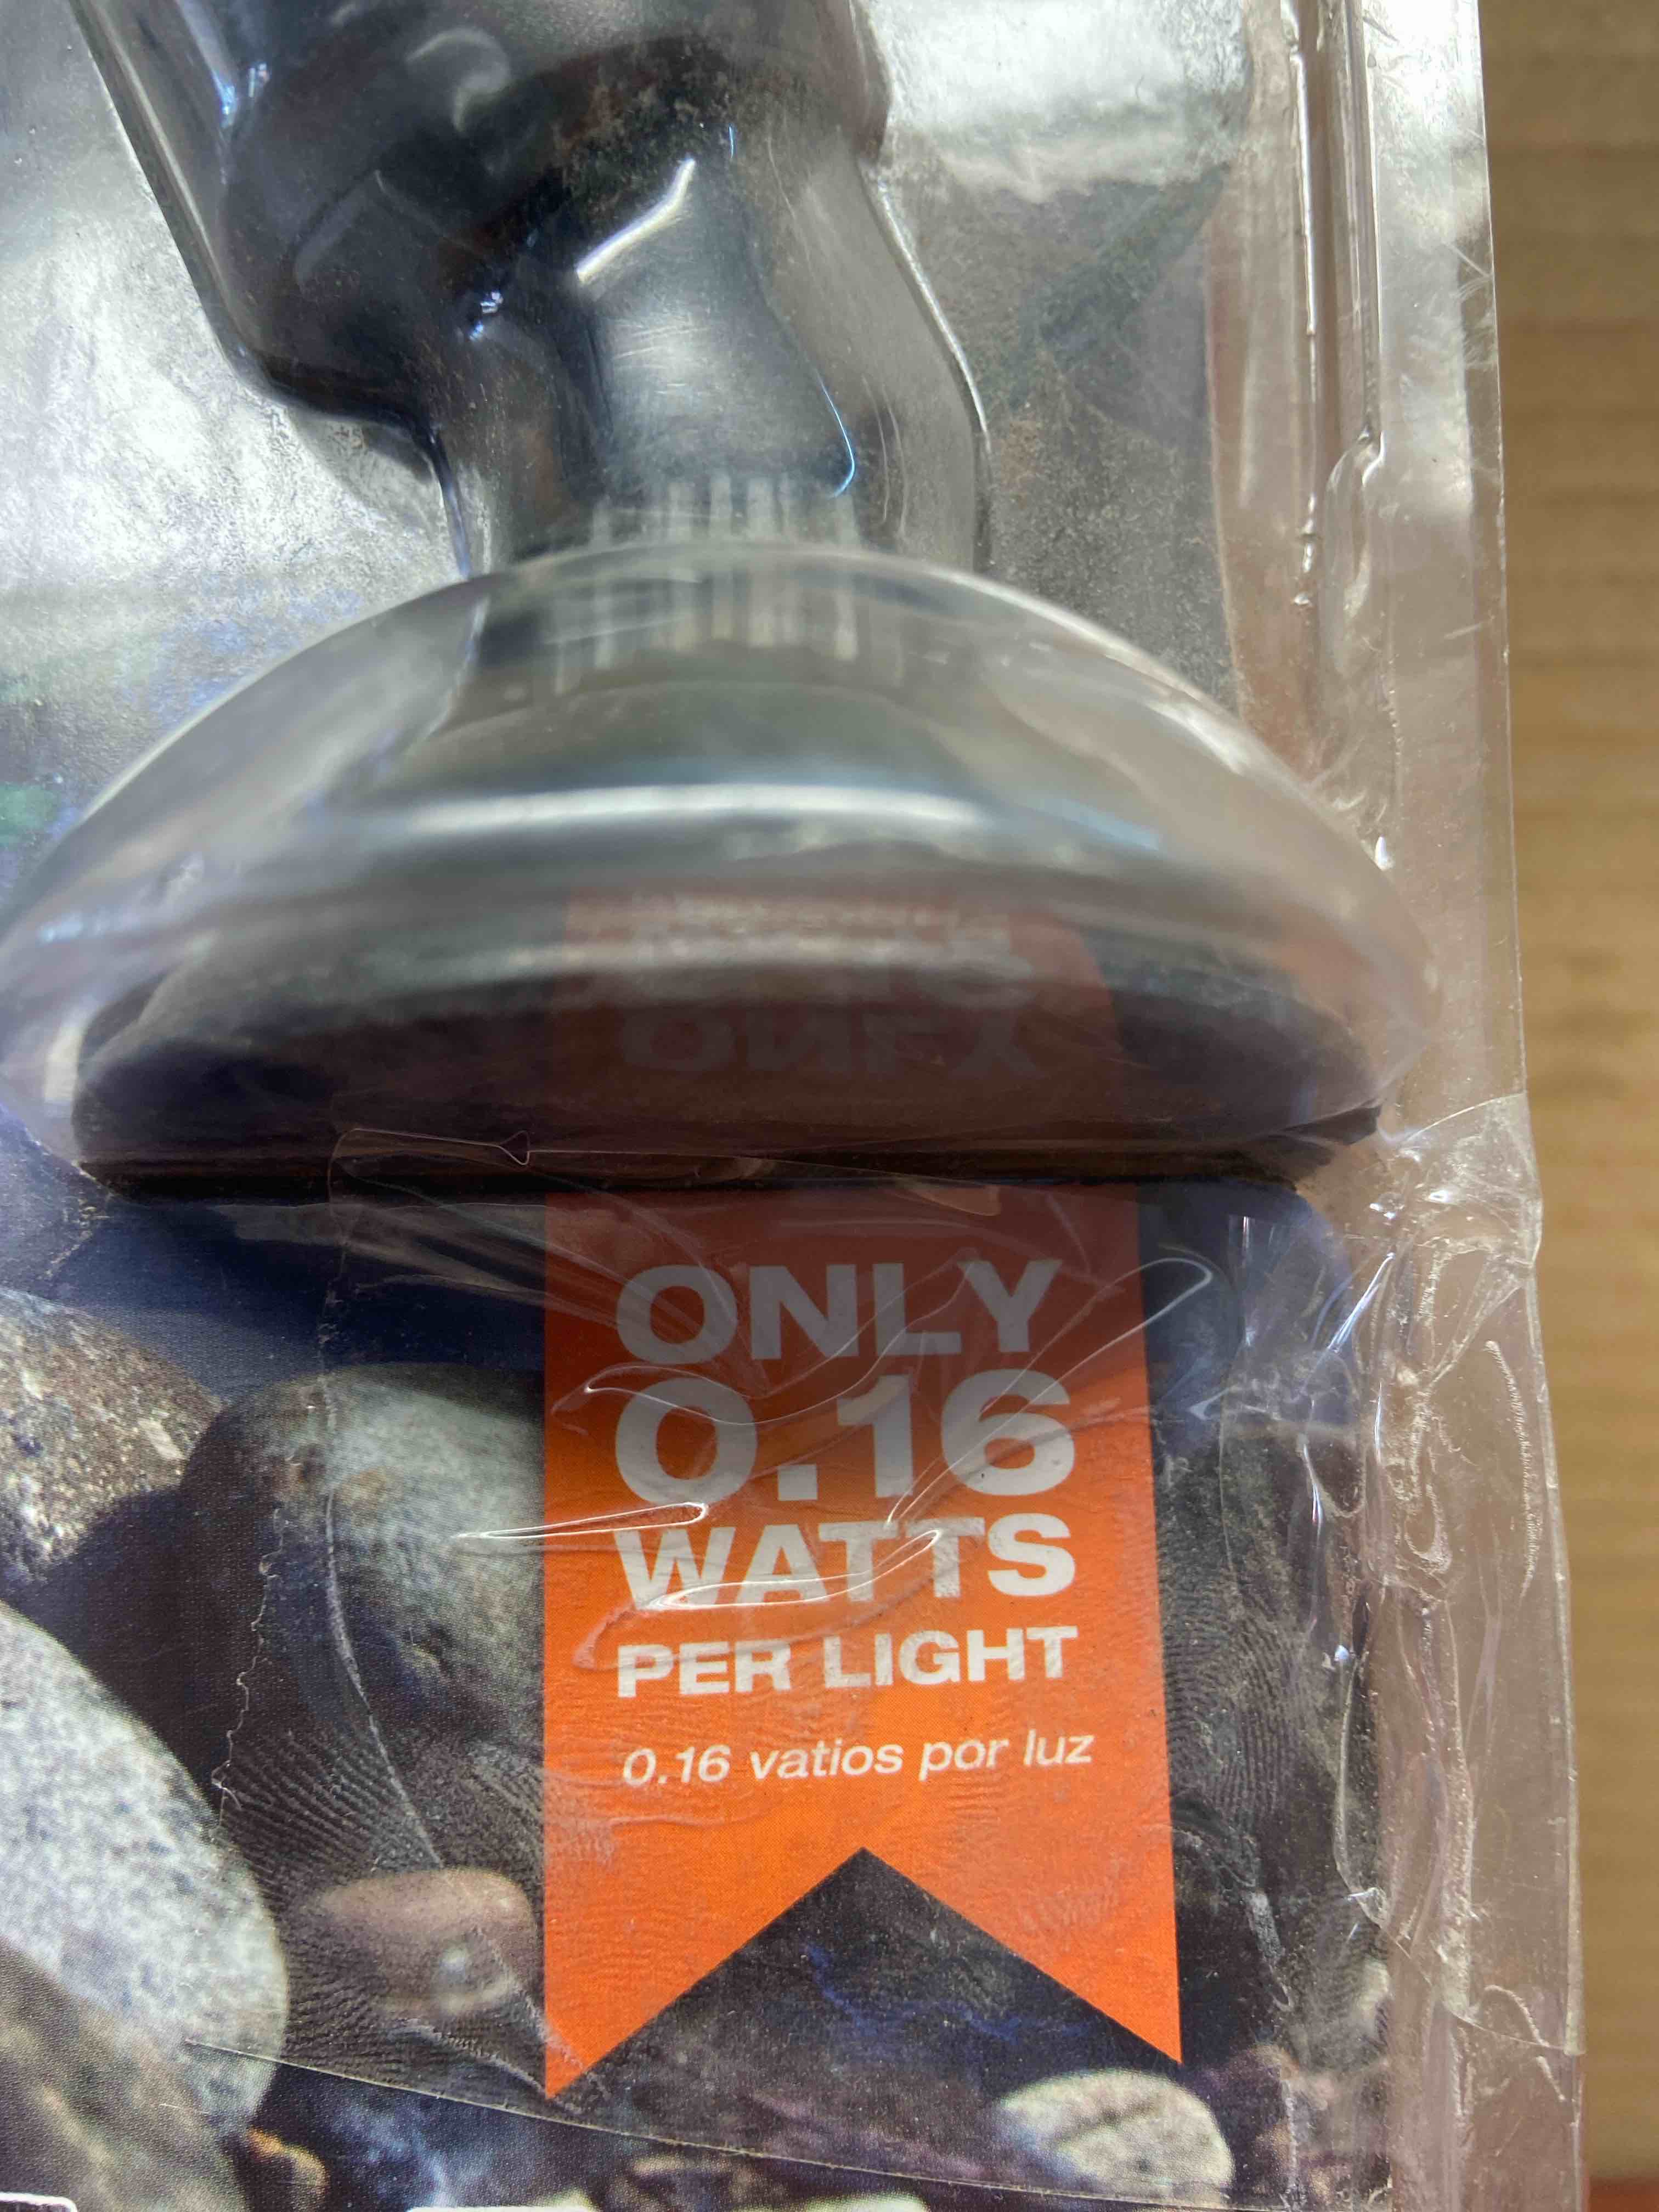 ONLY
0.16
WATTS
PER LIGHT
0.16 vatios por luz